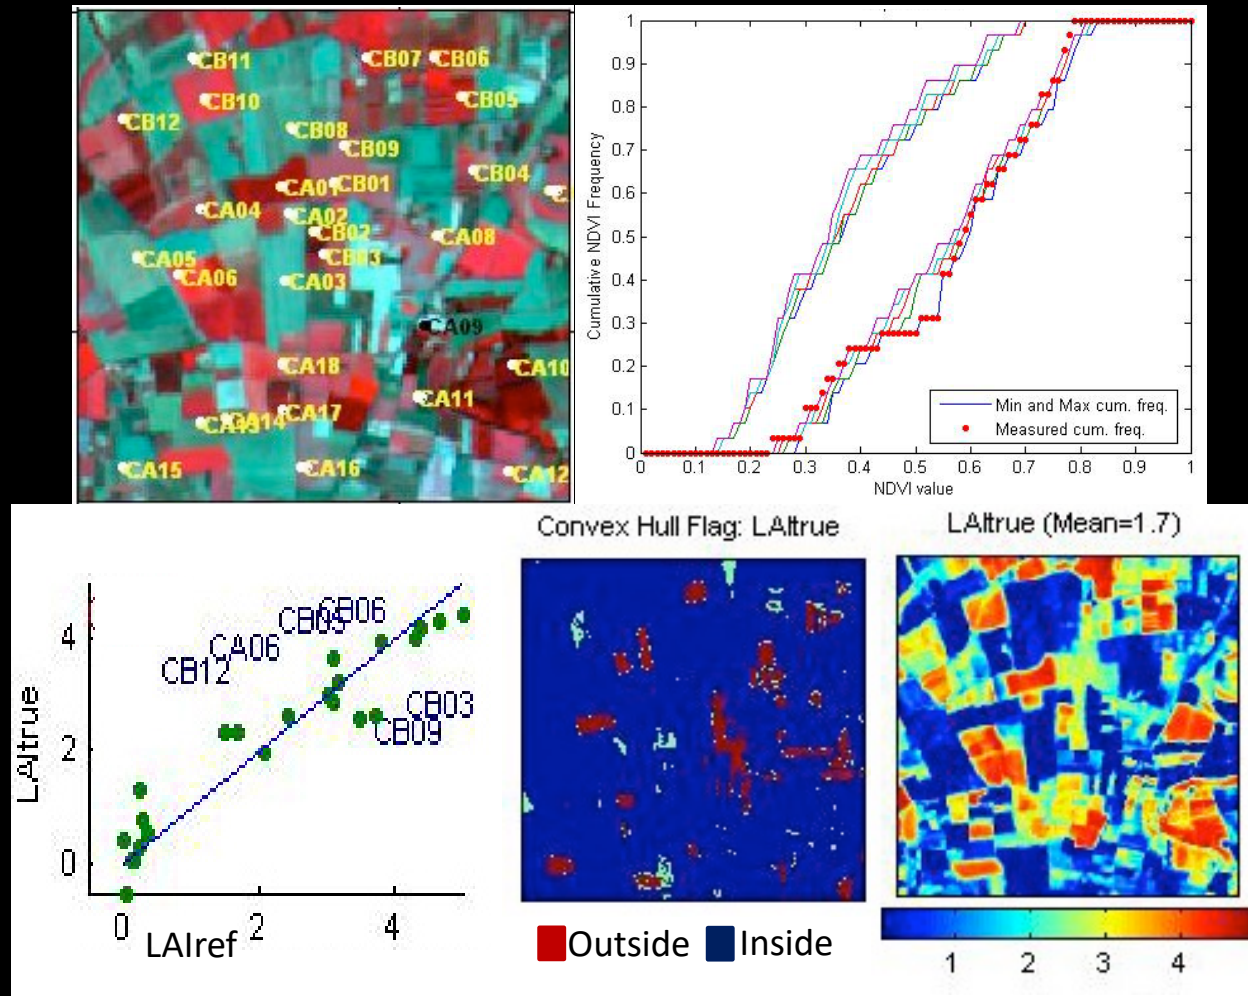 CB11
CB07
CB06
CB10
CB05
CB12
CB08
CB09
CB04
CA01
CB01
CA04
CA02
CB02
CA08
CB03
CA05
CA06
CA03
CA09
CA18
CA10
CA11
CA17
CA14
CA15
CA16
CA12
Cumulative NDVI Frequency
1
0.9
0.8
0.7
0.6
0.5
0.4
0.3
0.2
0.1
0
0 0.1 0.2 0.3 0.4 0.5 0.6 0.7 0.8 0.9 1
NDVI value
Min and Max cum. freq.
Measured cum. freq.
LAItrue
4
2
0
CB06
CB05
CA06
CB12
CB03
CB09
0 2 4
LAIref
Convex Hull Flag: LAItrue
Outside Inside
LAItrue (Mean=1.7)
1 2 3 4